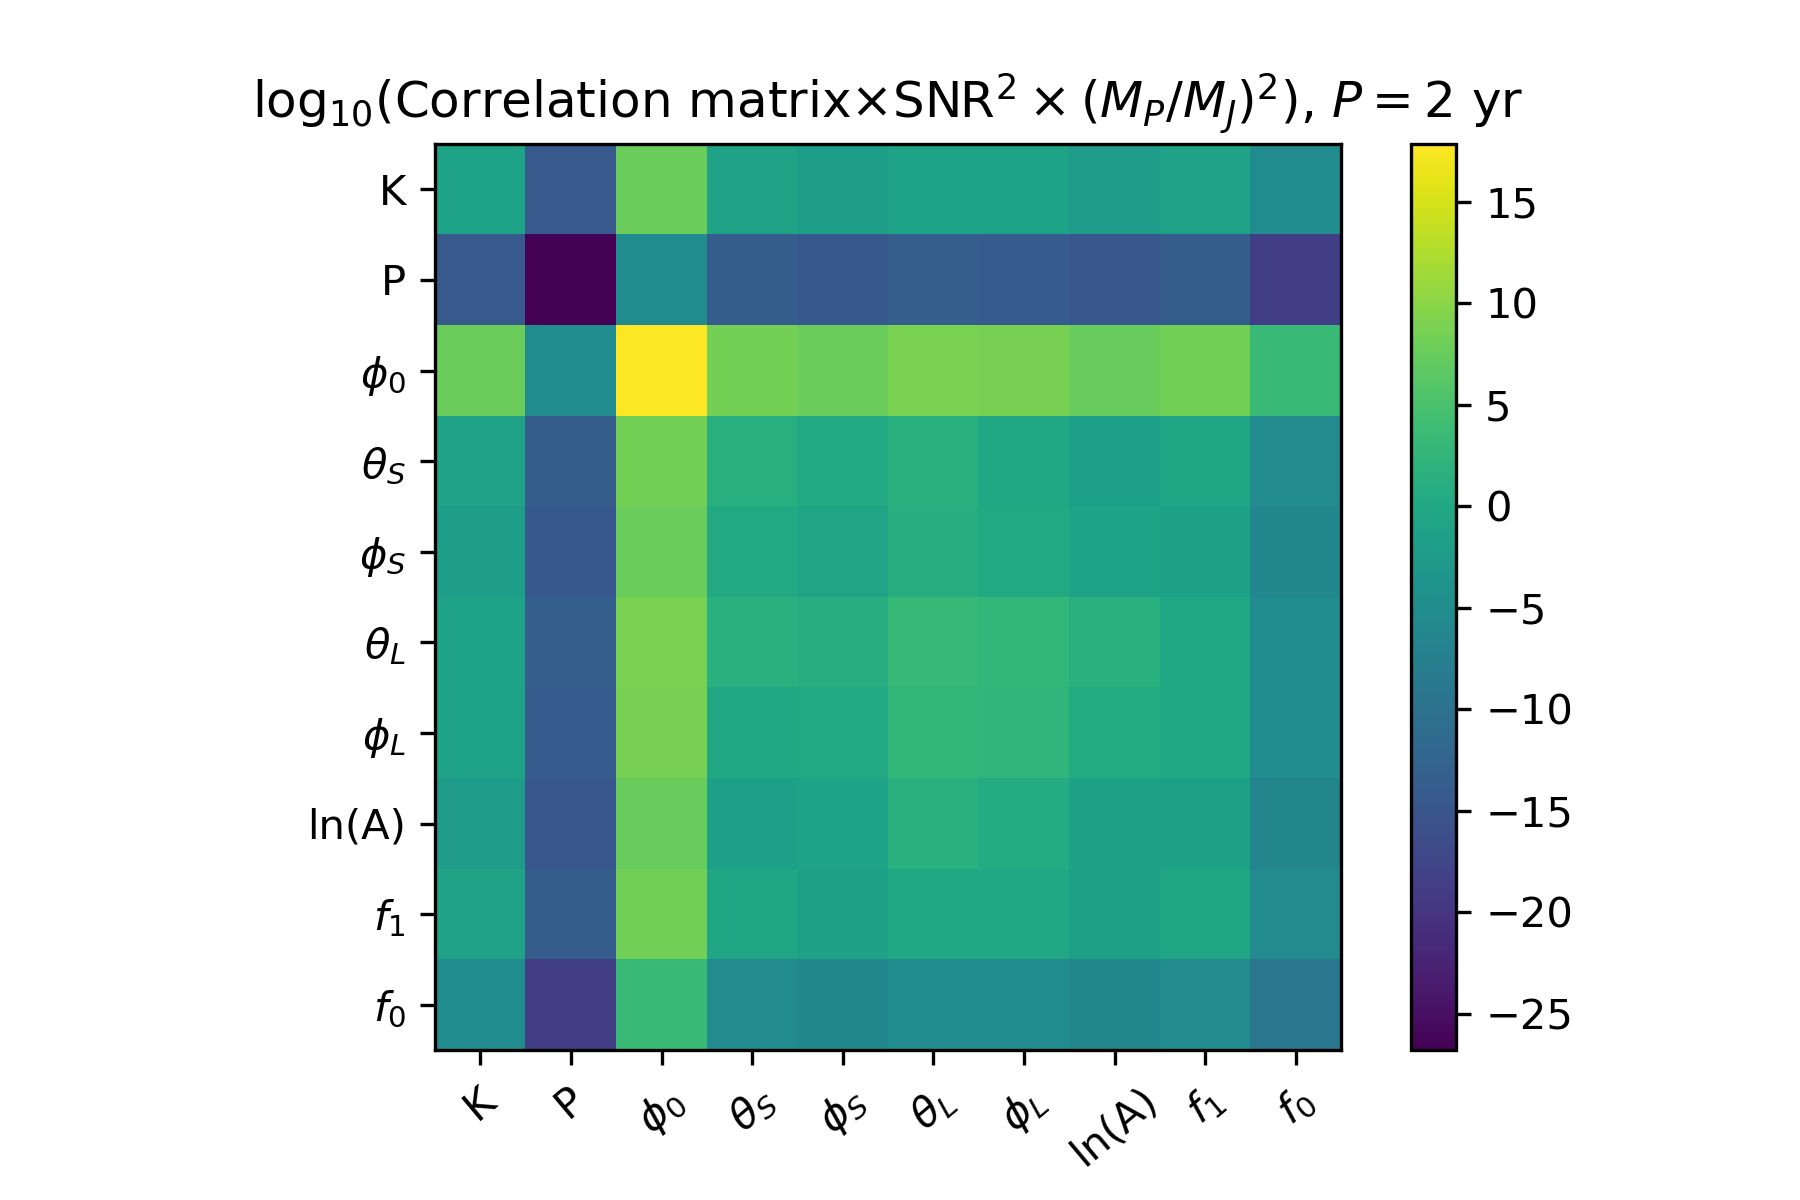 log₁₀(Correlation matrix×SNR² × (M_P/M_J)²), P = 2 yr
K
P
ϕ₀
θ_S
ϕ_S
θ_L
ϕ_L
ln(A)
f₁
f₀
K P ϕ₀ θ_S ϕ_S θ_L ϕ_L ln(A) f₁ f₀
15
10
5
0
−5
−10
−15
−20
−25